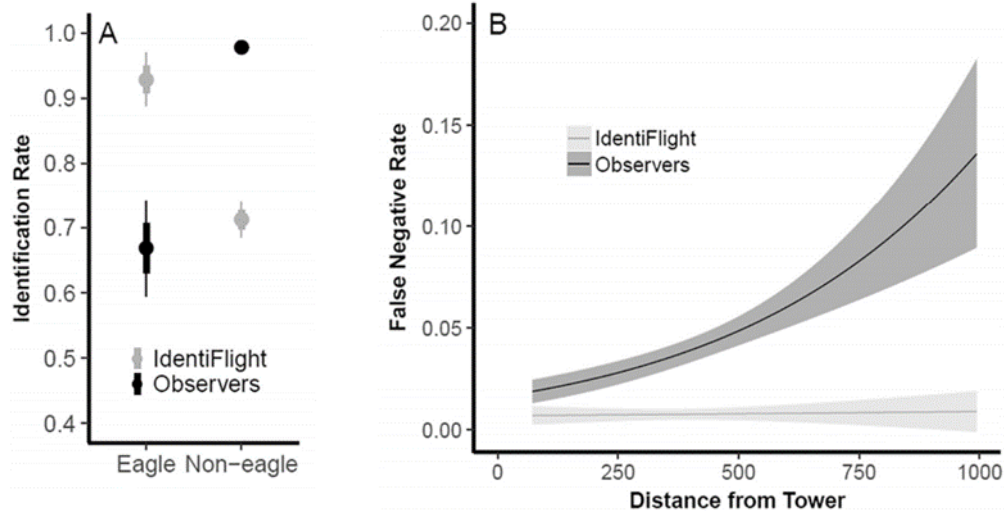 A
Identification Rate
1.0
0.9
0.8
0.7
0.6
0.5
0.4
IdentiFlight
Observers
Eagle Non-eagle
B
False Negative Rate
0.20
0.15
0.10
0.05
0.00
IdentiFlight
Observers
0 250 500 750 1000
Distance from Tower